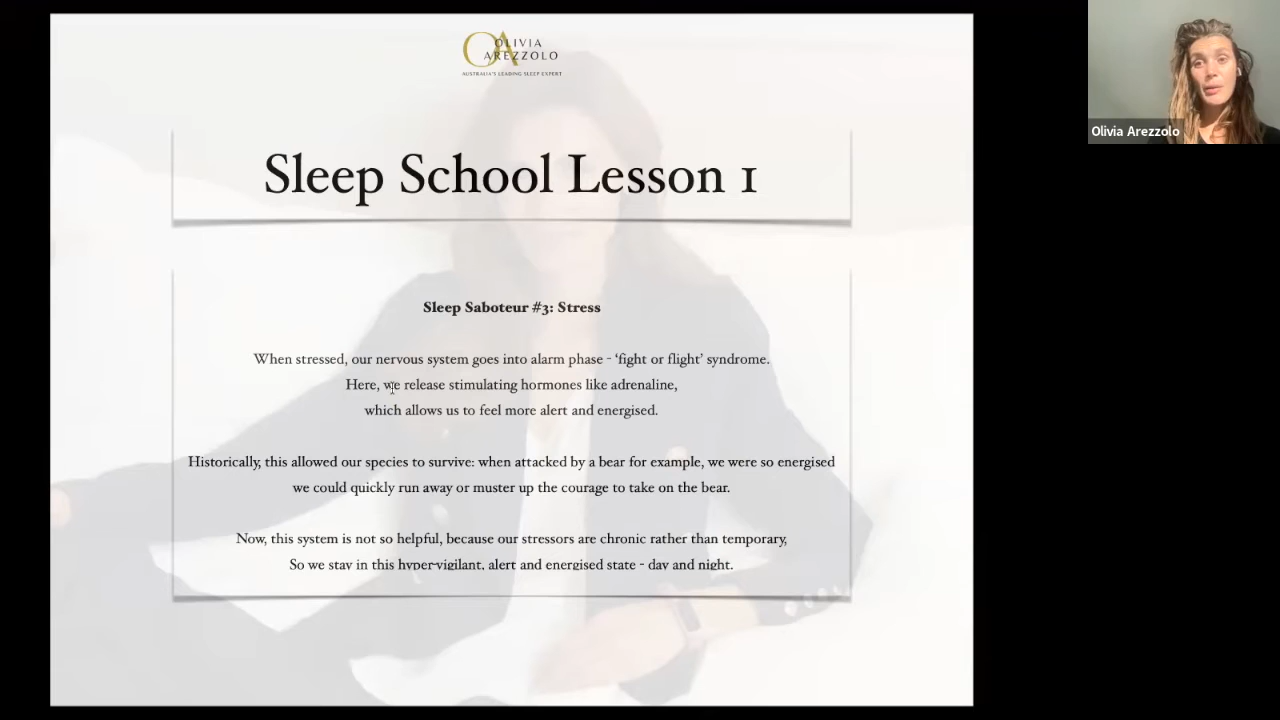 OLIVIA
AREZZOLO
AUSTRALIA'S LEADING SLEEP EXPERT
Sleep School Lesson 1
Sleep Saboteur #3: Stress
When stressed, our nervous system goes into alarm phase - ‘fight or flight’ syndrome.
Here, we release stimulating hormones like adrenaline,
which allows us to feel more alert and energised.
Historically, this allowed our species to survive: when attacked by a bear for example, we were so energised
we could quickly run away or muster up the courage to take on the bear.
Now, this system is not so helpful, because our stressors are chronic rather than temporary,
So we stay in this hyper-vigilant, alert and energised state - day and night.
Olivia Arezzolo